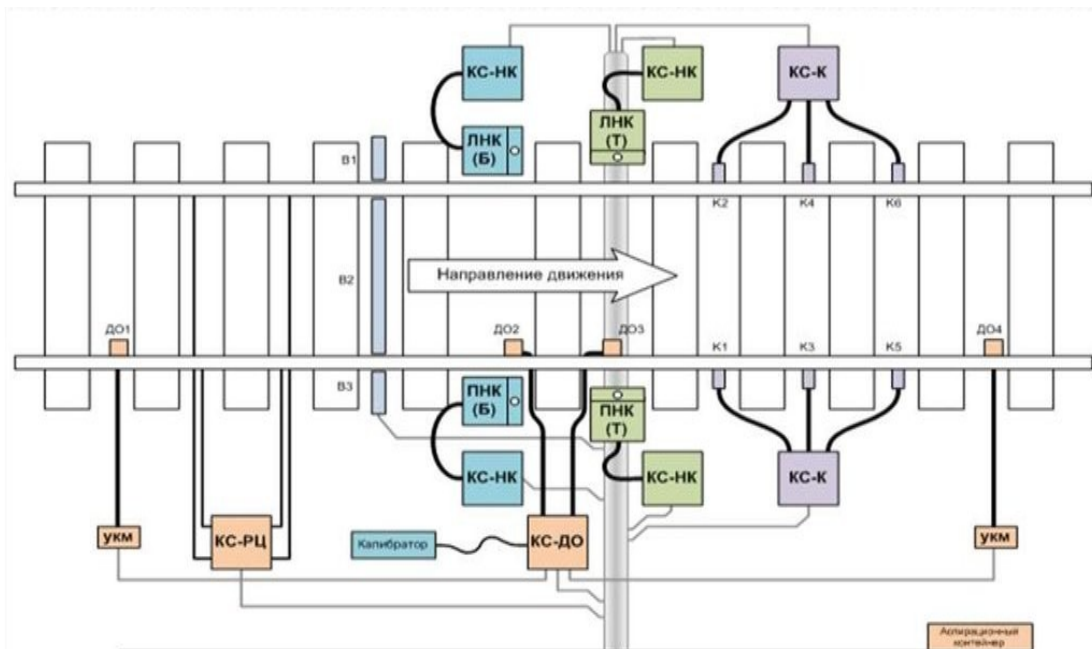 КС-НК
КС-НК
КС-К
ЛНК
(Б)
ЛНК
(Т)
В1
К2
К4
К6
В2
Направление движения
ДО1
ДО2
ДО3
К1
К3
К5
ДО4
В3
ПНК
(Б)
ПНК
(Т)
КС-НК
КС-НК
КС-К
УКМ
КС-РЦ
Калибратор
КС-ДО
УКМ
Аспирационный
контейнер